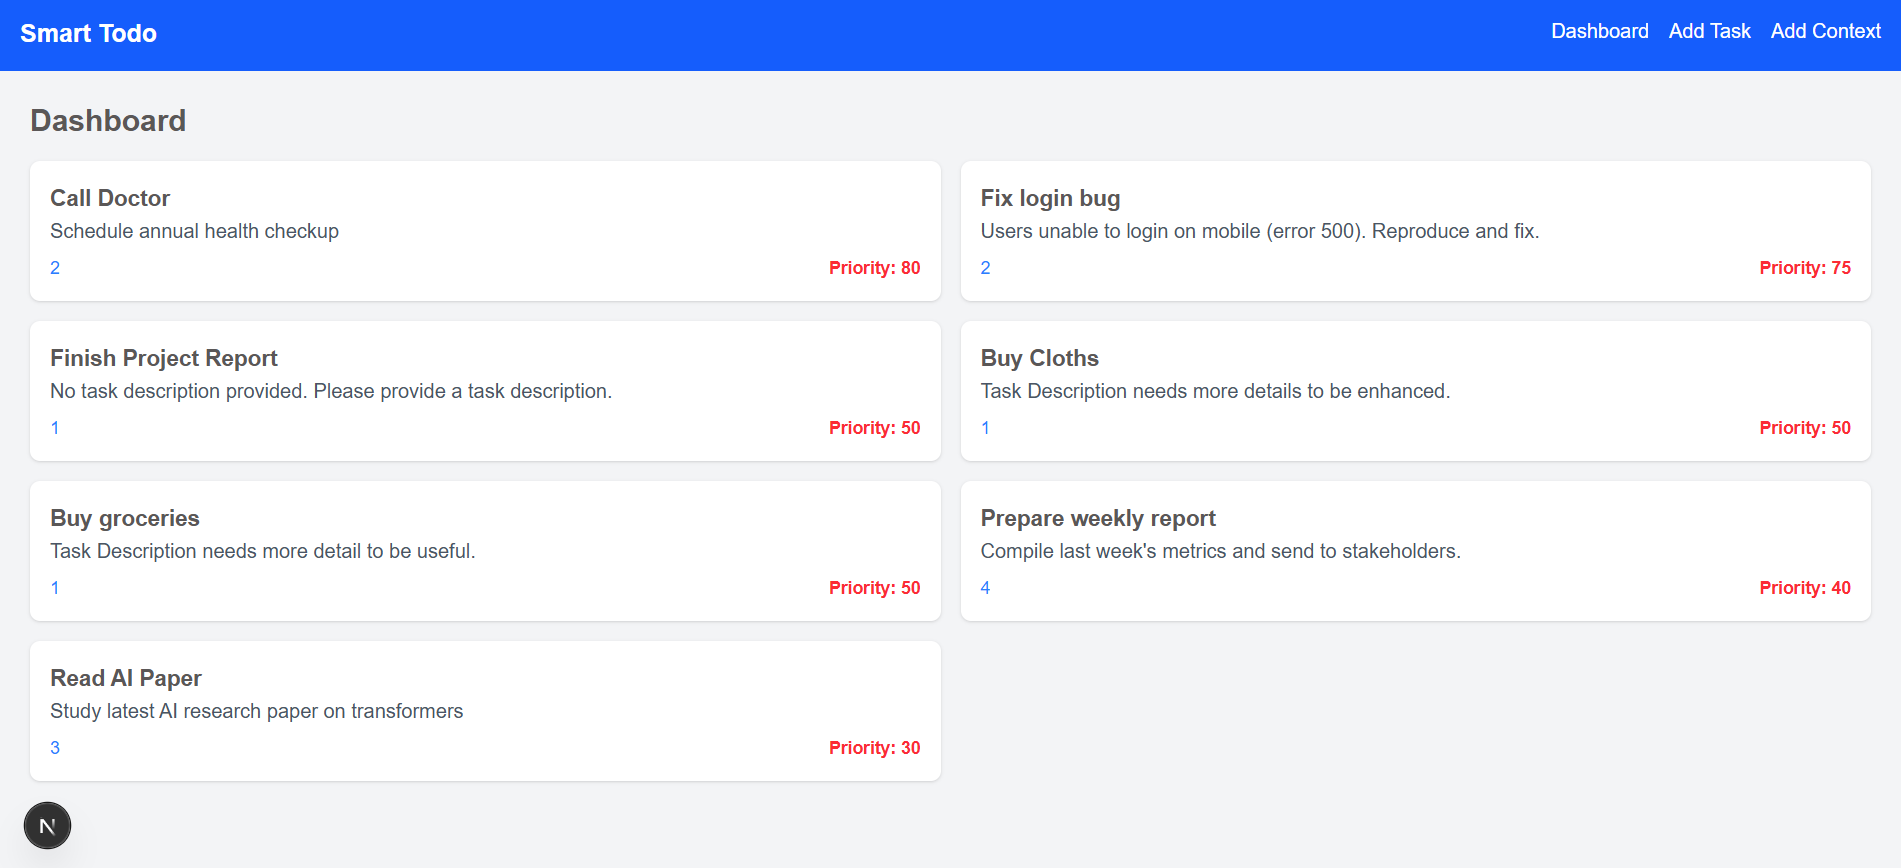 Smart Todo
Dashboard Add Task Add Context
Dashboard
Call Doctor
Schedule annual health checkup
2 Priority: 80
Fix login bug
Users unable to login on mobile (error 500). Reproduce and fix.
2 Priority: 75
Finish Project Report
No task description provided. Please provide a task description.
1 Priority: 50
Buy Cloths
Task Description needs more details to be enhanced.
1 Priority: 50
Buy groceries
Task Description needs more detail to be useful.
1 Priority: 50
Prepare weekly report
Compile last week's metrics and send to stakeholders.
4 Priority: 40
Read AI Paper
Study latest AI research paper on transformers
3 Priority: 30
N